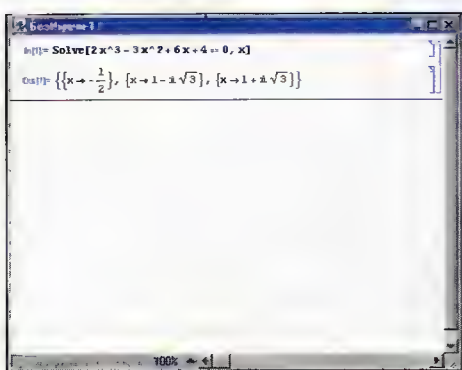 In[1]:= Solve[2 x^3 - 3 x^2 + 6 x + 4 == 0, x]
Out[1]= {{x → -1/2}, {x → 1 - ⅈ √3}, {x → 1 + ⅈ √3}}
100%